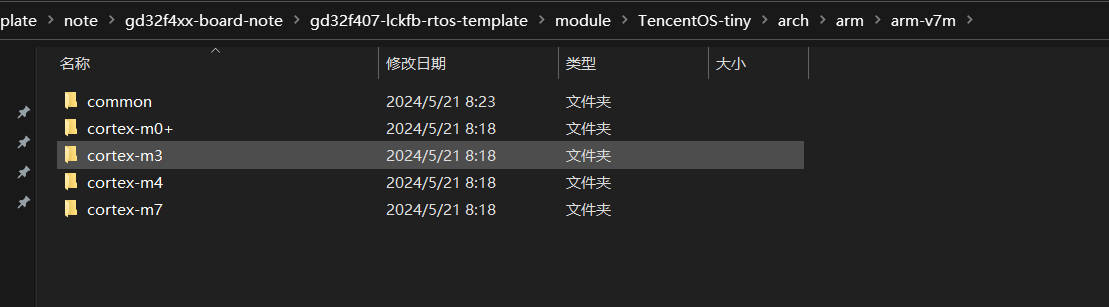 plate > note > gd32f4xx-board-note > gd32f407-lckfb-rtos-template > module > TencentOS-tiny > arch > arm > arm-v7m >
名称 修改日期 类型 大小
common 2024/5/21 8:23 文件夹
cortex-m0+ 2024/5/21 8:18 文件夹
cortex-m3 2024/5/21 8:18 文件夹
cortex-m4 2024/5/21 8:18 文件夹
cortex-m7 2024/5/21 8:18 文件夹